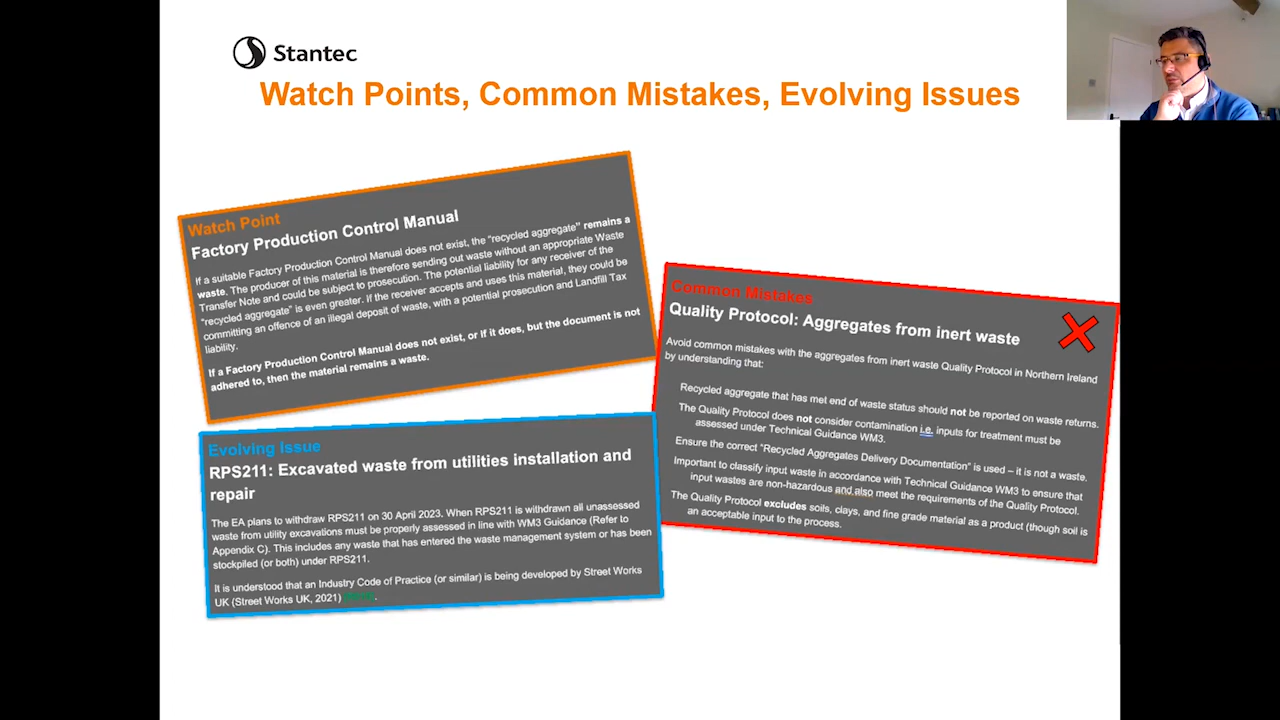 Stantec
Watch Points, Common Mistakes, Evolving Issues
Watch Point
Factory Production Control Manual
If a suitable Factory Production Control Manual does not exist, the "recycled aggregate" remains a
waste. The producer of this material is therefore sending out waste without an appropriate Waste
Transfer Note and could be subject to prosecution. The potential liability for any receiver of the
"recycled aggregate" is even greater. If the receiver accepts and uses this material, they could be
committing an offence of an illegal deposit of waste, with a potential prosecution and Landfill Tax
liability.
If a Factory Production Control Manual does not exist, or if it does, but the document is not
adhered to, then the material remains a waste.
Common Mistakes
Quality Protocol: Aggregates from inert waste
Avoid common mistakes with the aggregates from inert waste Quality Protocol in Northern Ireland
by understanding that:
Recycled aggregate that has met end of waste status should not be reported on waste returns.
The Quality Protocol does not consider contamination i.e. inputs for treatment must be
assessed under Technical Guidance WM3.
Ensure the correct "Recycled Aggregates Delivery Documentation" is used – it is not a waste.
Important to classify input waste in accordance with Technical Guidance WM3 to ensure that
input wastes are non-hazardous and also meet the requirements of the Quality Protocol.
The Quality Protocol excludes soils, clays, and fine grade material as a product (though soil is
an acceptable input to the process.
Evolving Issue
RPS211: Excavated waste from utilities installation and
repair
The EA plans to withdraw RPS211 on 30 April 2023. When RPS211 is withdrawn all unassessed
waste from utility excavations must be properly assessed in line with WM3 Guidance (Refer to
Appendix C). This includes any waste that has entered the waste management system or has been
stockpiled (or both) under RPS211.
It is understood that an Industry Code of Practice (or similar) is being developed by Street Works
UK (Street Works UK, 2021) .